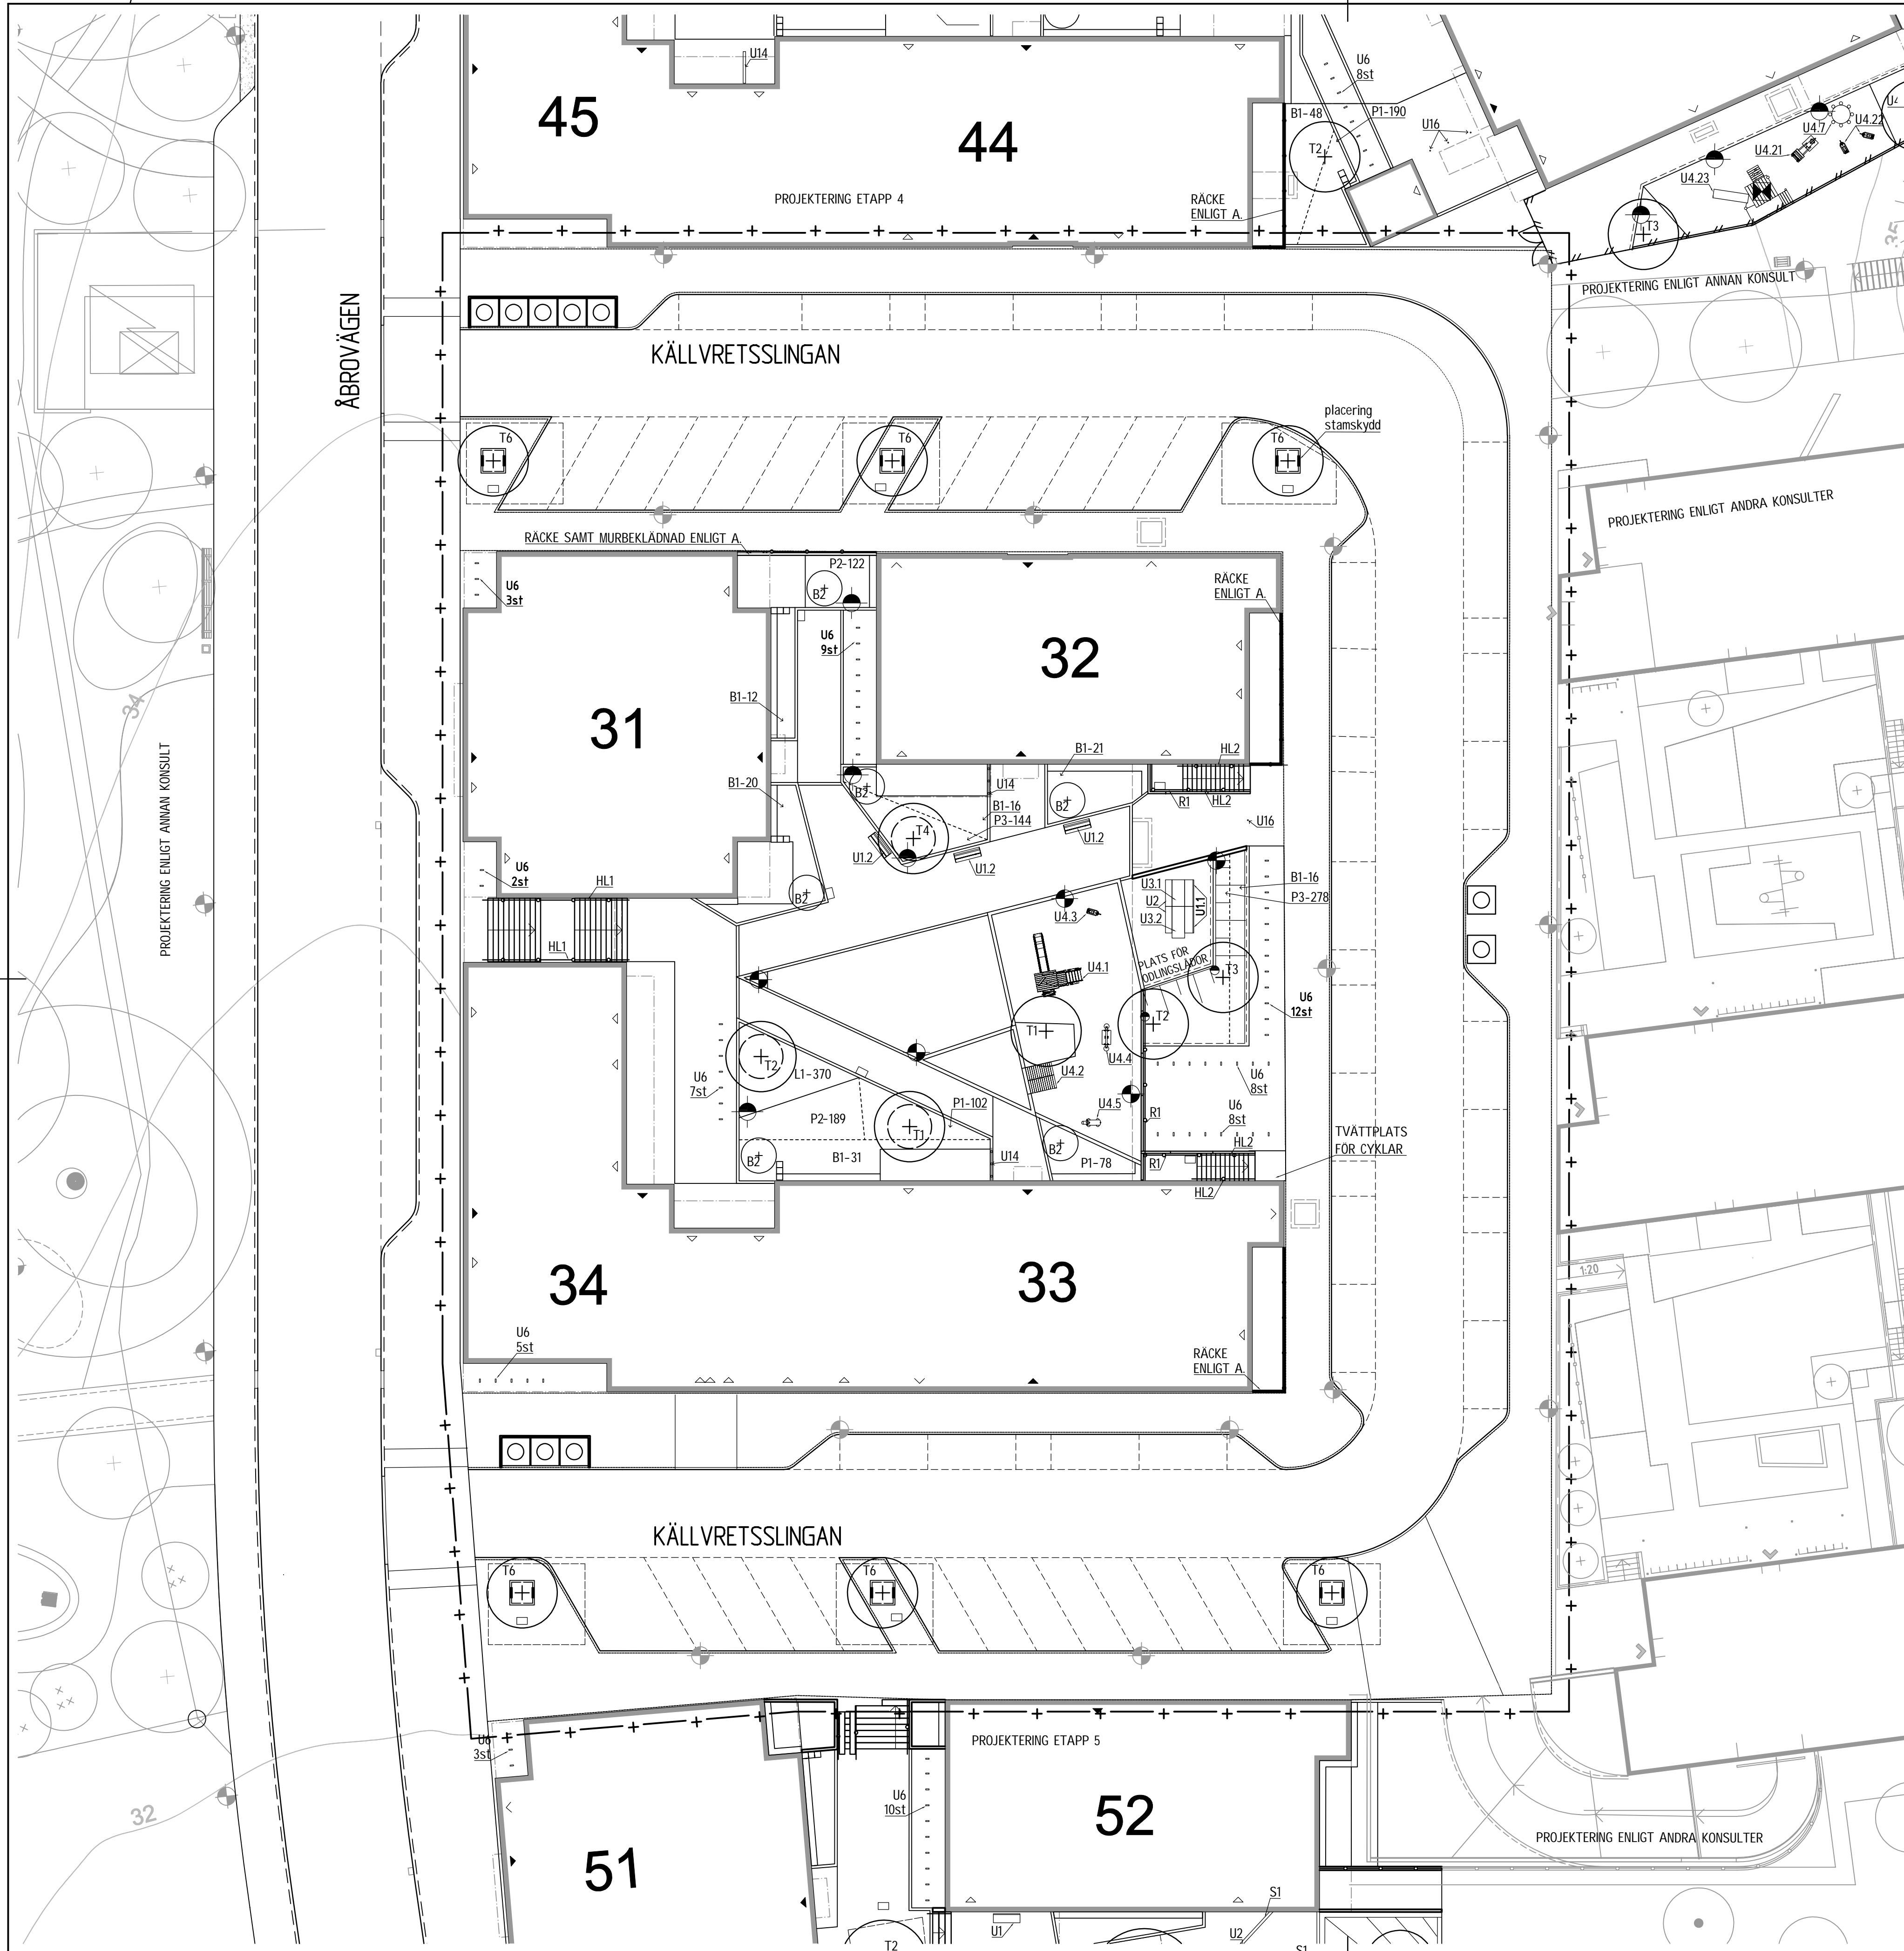 45
U14
44
U6
8st
B1-48
P1-190
T2
U16
U4.7
U4.22
U4.21
U4.23
T3
35
PROJEKTERING ETAPP 4
RÄCKE
ENLIGT A.
PROJEKTERING ENLIGT ANNAN KONSULT
ÅBROVÄGEN
KÄLLVRETSSLINGAN
placering
stamskydd
T6
T6
T6
PROJEKTERING ENLIGT ANDRA KONSULTER
RÄCKE SAMT MURBEKLÄDNAD ENLIGT A.
P2-122
B2
U6
3st
RÄCKE
ENLIGT A.
U6
9st
32
31
34
B1-12
B1-21
HL2
B1-20
B2
U14
B2
B1-16
P3-144
R1
HL2
T4
U16
U1.2
U1.2
U1.2
PROJEKTERING ENLIGT ANNAN KONSULT
U6
2st
HL1
B2
U3.1
U2
U3.2
U1.1
B1-16
P3-278
U4.3
HL1
PLATS FÖR
ODLINGSLÅDOR
U4.1
T3
U6
12st
T1
T2
T2
U4.4
L1-370
U4.2
U6
7st
U6
8st
P2-189
P1-102
U4.5
R1
U6
8st
T1
TVÄTTPLATS
FÖR CYKLAR
B2
B1-31
U14
B2
P1-78
R1
HL2
HL2
34
33
1:20
U6
5st
RÄCKE
ENLIGT A.
KÄLLVRETSSLINGAN
T6
T6
T6
U6
3st
PROJEKTERING ETAPP 5
32
U6
10st
52
51
PROJEKTERING ENLIGT ANDRA KONSULTER
S1
U1
U2
T2
S1